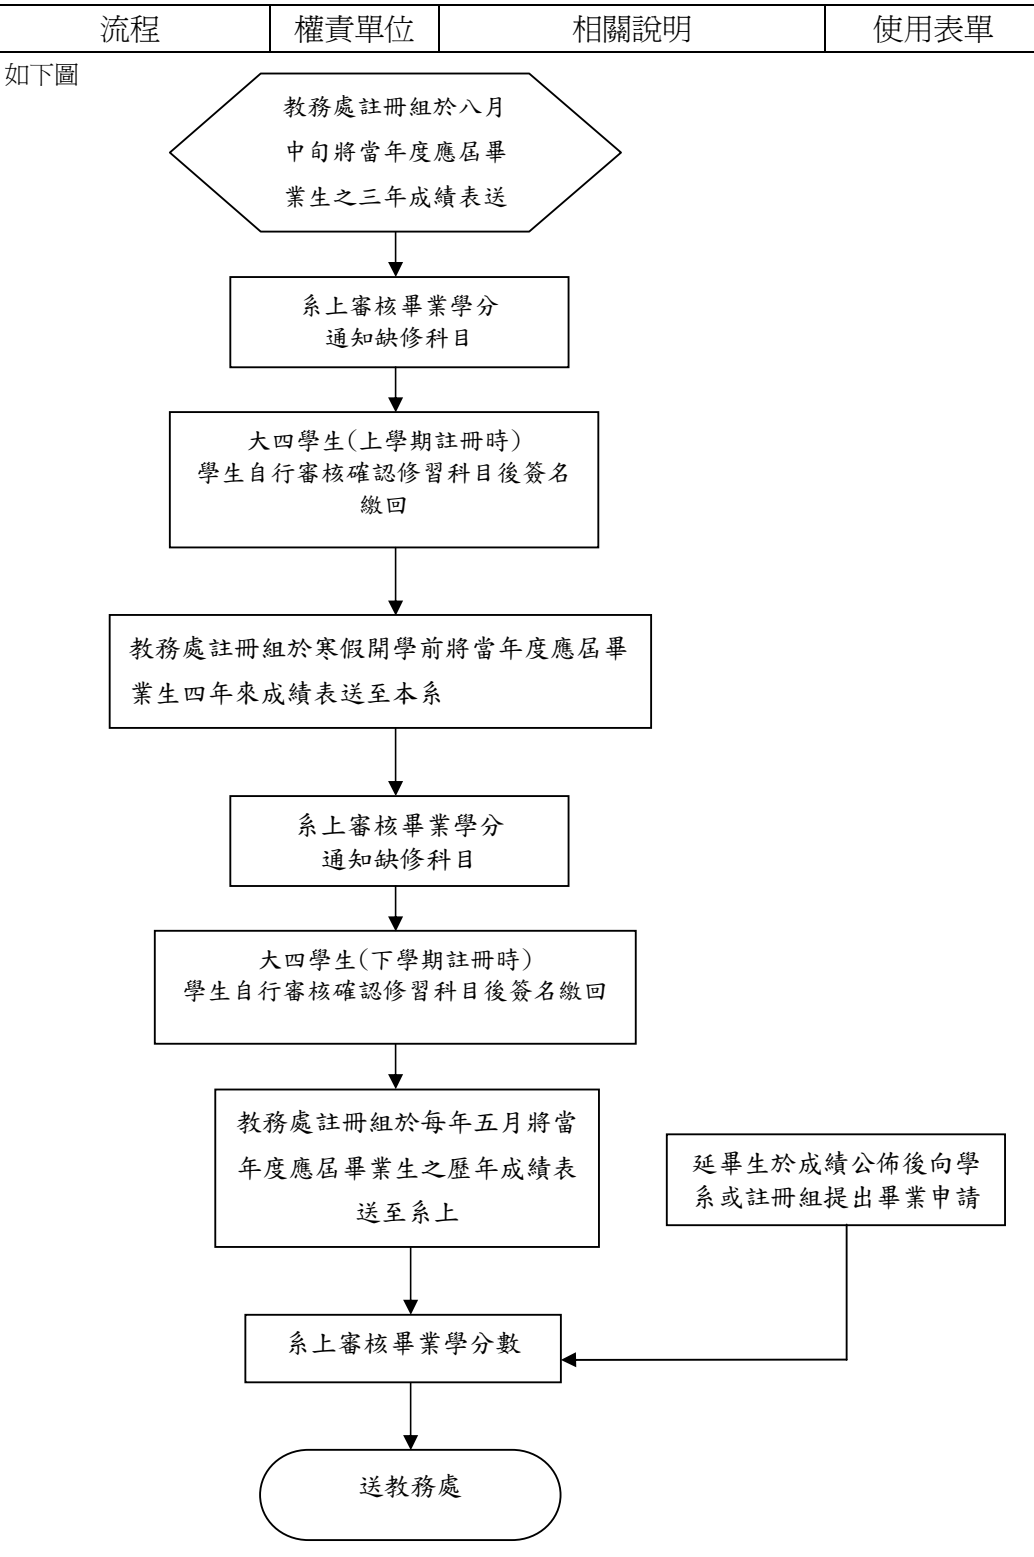 流程 權責單位 相關說明 使用表單
如下圖
教務處註冊組於八月
中旬將當年度應屆畢
業生之三年成績表送
系上審核畢業學分
通知缺修科目
大四學生(上學期註冊時)
學生自行審核確認修習科目後簽名
繳回
教務處註冊組於寒假開學前將當年度應屆畢
業生四年來成績表送至本系
系上審核畢業學分
通知缺修科目
大四學生(下學期註冊時)
學生自行審核確認修習科目後簽名繳回
教務處註冊組於每年五月將當
年度應屆畢業生之歷年成績表
送至系上
延畢生於成績公佈後向學
系或註冊組提出畢業申請
系上審核畢業學分數
送教務處